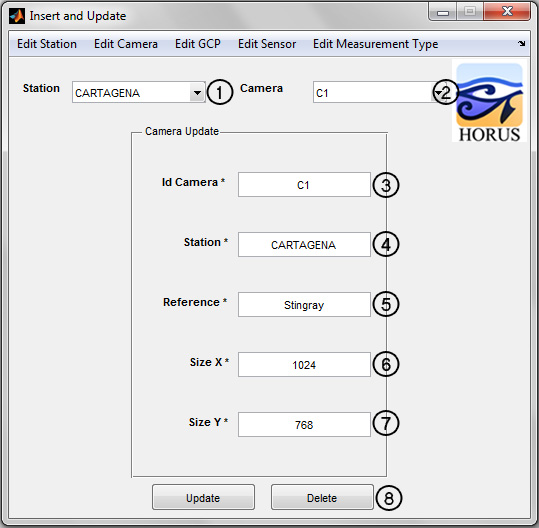 Insert and Update
Edit Station Edit Camera Edit GCP Edit Sensor Edit Measurement Type
Station CARTAGENA 1 Camera C1 2
HORUS
Camera Update
Id Camera * C1 3
Station * CARTAGENA 4
Reference * Stingray 5
Size X * 1024 6
Size Y * 768 7
Update Delete 8